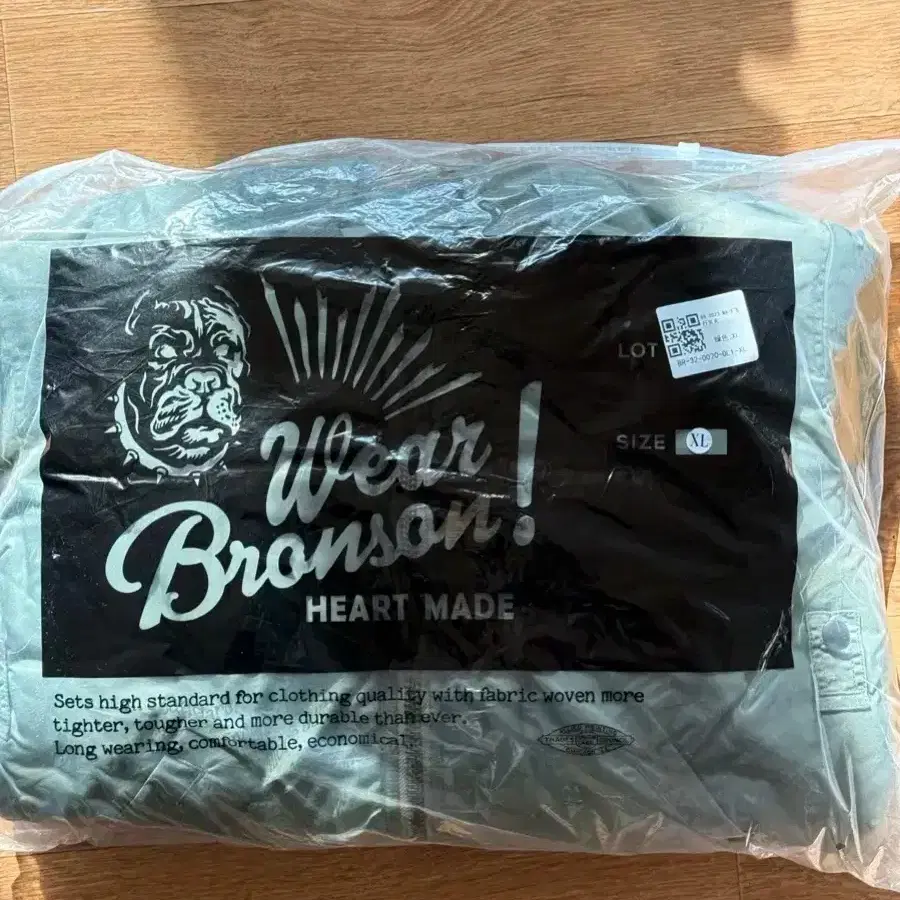 Wear
Bronson!
HEART MADE
LOT
SIZE XL
Sets high standard for clothing quality with fabric woven more
tighter, tougher and more durable than ever.
Long wearing, comfortable, economical.